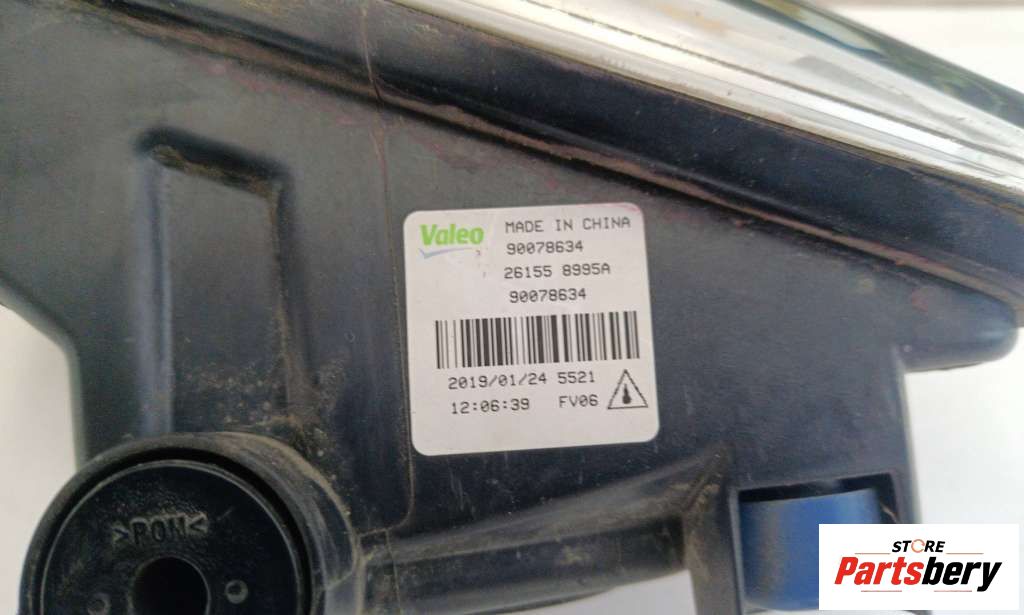 Valeo MADE IN CHINA
90078634
26155 8995A
90078634
2019/01/24 5521
12:06:39 FV06
>POM<
STORE
Partsbery